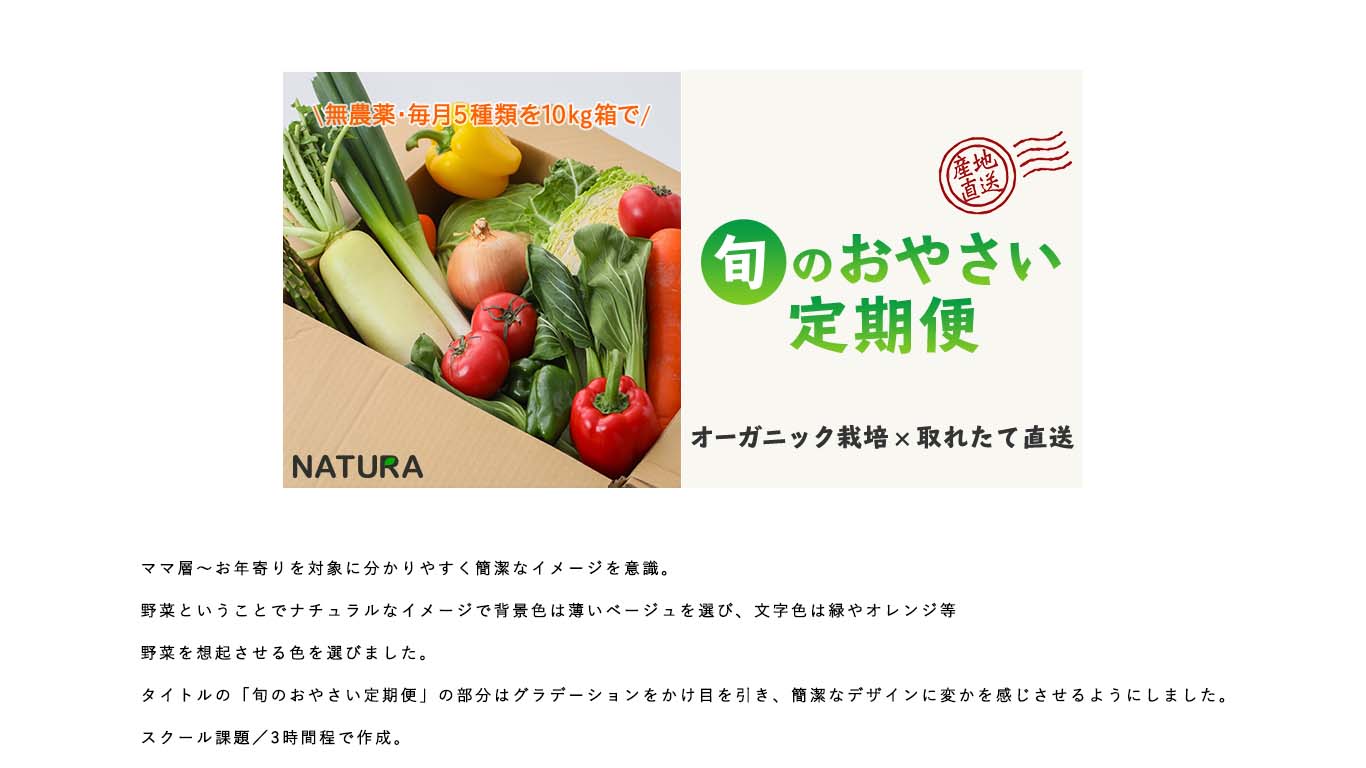 \無農薬・毎月5種類を10kg箱で/
NATURA
産地
直送
旬のおやさい
定期便
オーガニック栽培×取れたて直送
ママ層～お年寄りを対象に分かりやすく簡潔なイメージを意識。
野菜ということでナチュラルなイメージで背景色は薄いベージュを選び、文字色は緑やオレンジ等
野菜を想起させる色を選びました。
タイトルの「旬のおやさい定期便」の部分はグラデーションをかけ目を引き、簡潔なデザインに変かを感じさせるようにしました。
スクール課題／3時間程で作成。